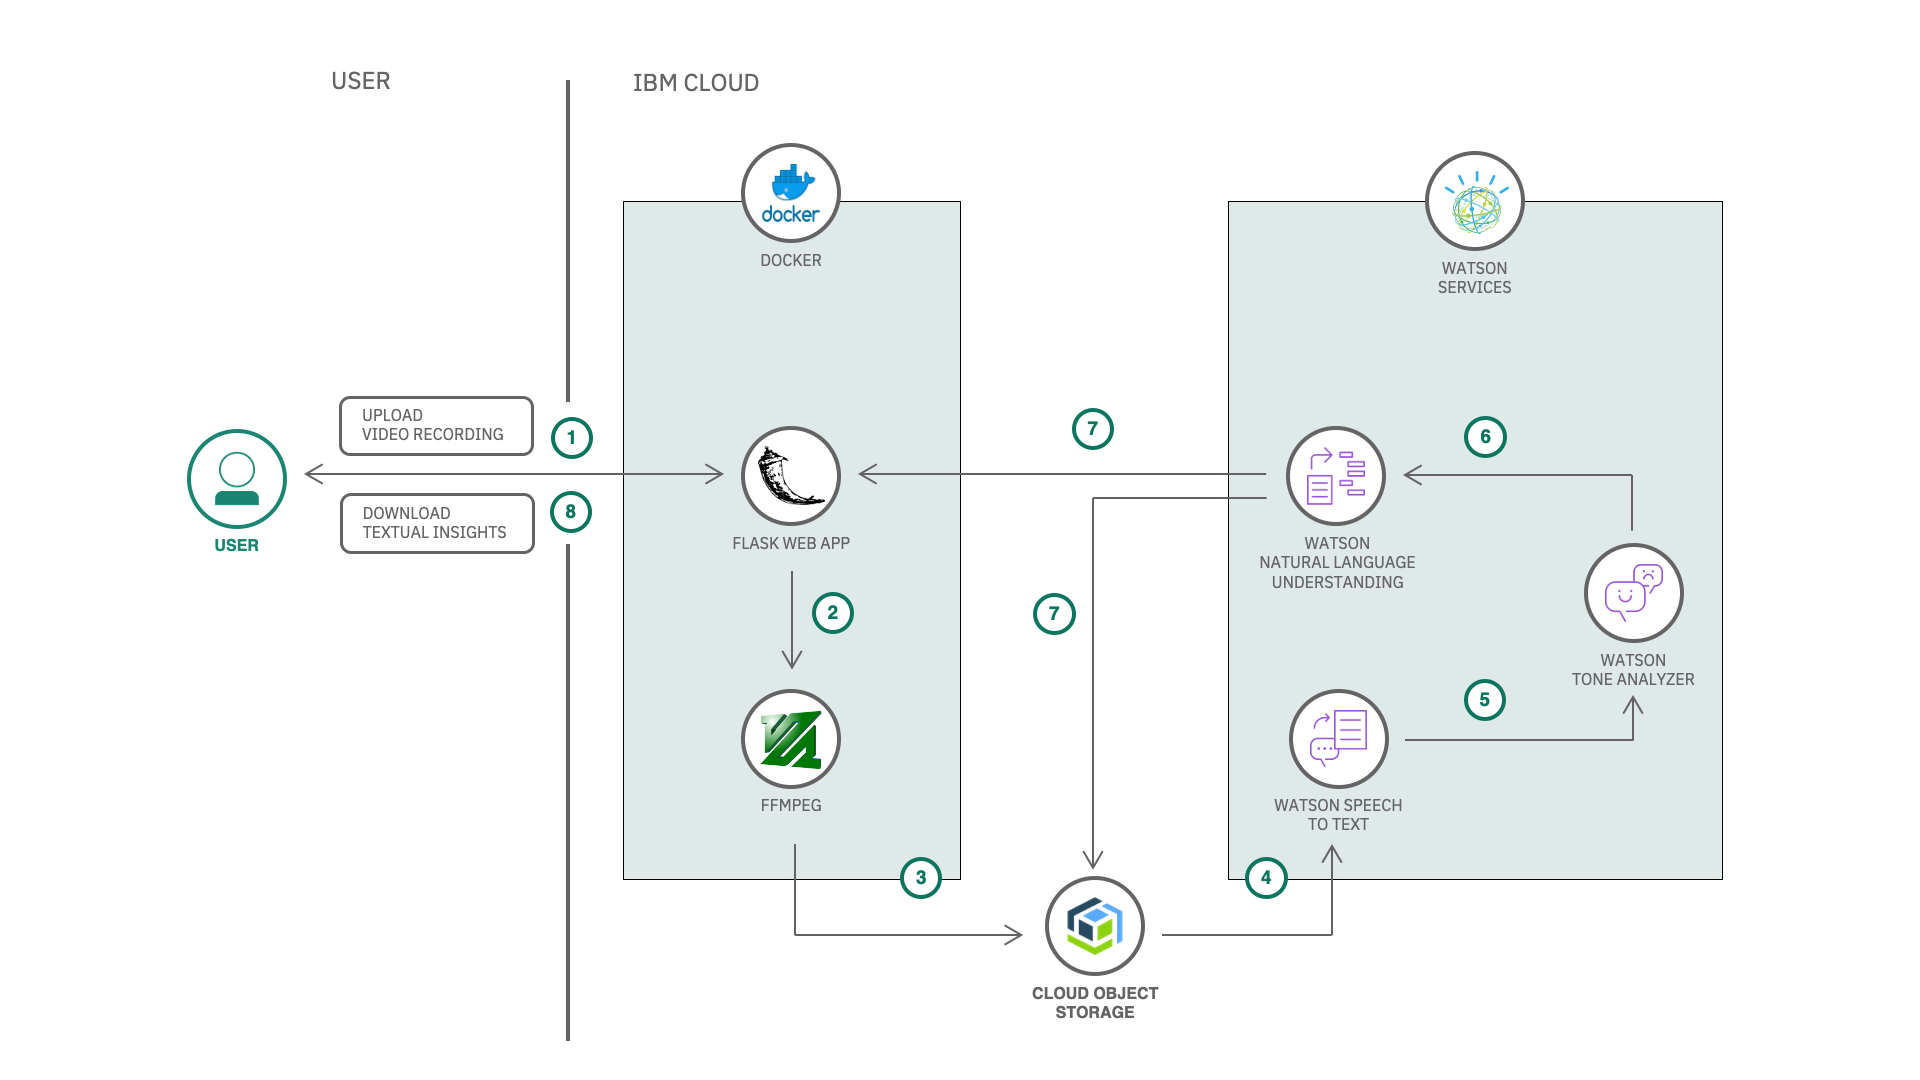 USER
IBM CLOUD
docker
DOCKER
WATSON
SERVICES
UPLOAD
VIDEO RECORDING
1
7
6
DOWNLOAD
TEXTUAL INSIGHTS
8
USER
FLASK WEB APP
WATSON
NATURAL LANGUAGE
UNDERSTANDING
2
7
WATSON
TONE ANALYZER
5
FFMPEG
WATSON SPEECH
TO TEXT
3
4
CLOUD OBJECT
STORAGE